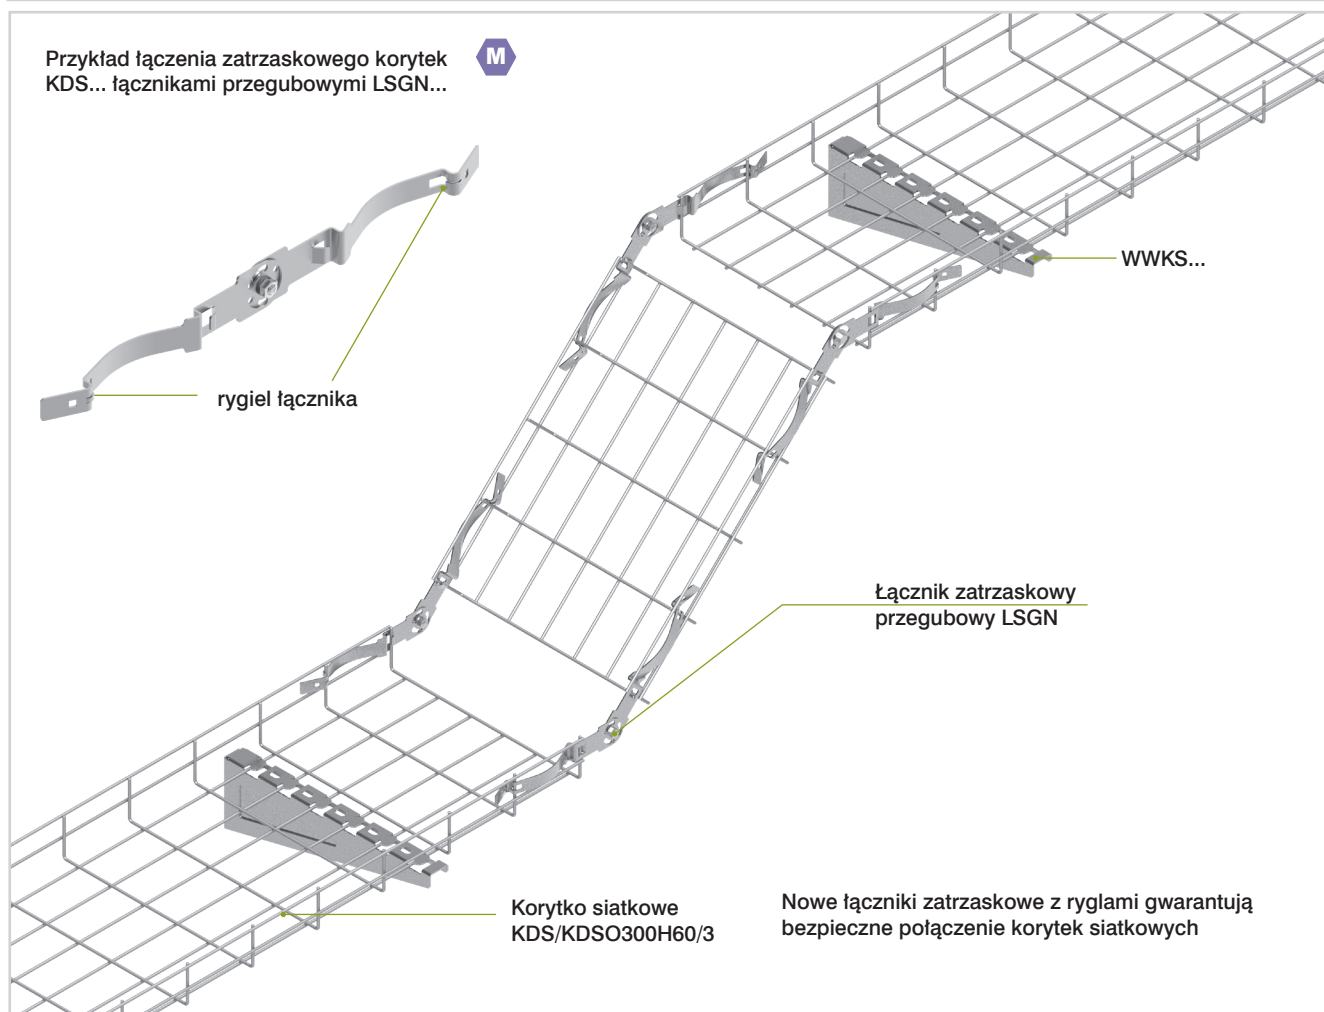 Przykład łączenia zatrzaskowego korytek
KDS... łącznikami przegubowymi LSGN...
M
WWKS...
rygiel łącznika
Łącznik zatrzaskowy
przegubowy LSGN
Korytko siatkowe
KDS/KDSO300H60/3
Nowe łączniki zatrzaskowe z ryglami gwarantują
bezpieczne połączenie korytek siatkowych